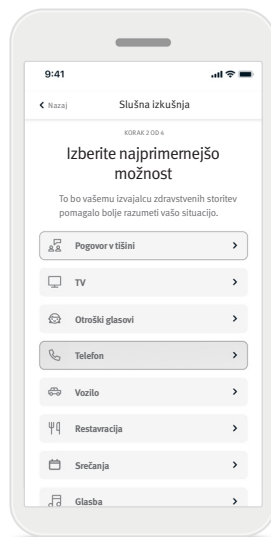 9:41
Nazaj
Slušna izkušnja
KORAK 2 OD 4
Izberite najprimernejšo
možnost
To bo vašemu izvajalcu zdravstvenih storitev
pomagalo bolje razumeti vašo situacijo.
Pogovor v tišini
TV
Otroški glasovi
Telefon
Vozilo
Restavracija
Srečanja
Glasba